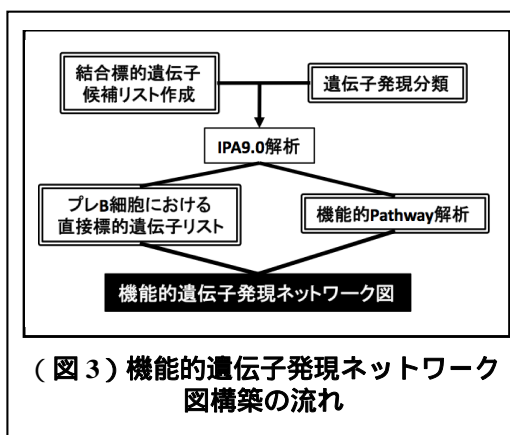 結合標的遺伝子
候補リスト作成
遺伝子発現分類
IPA9.0解析
プレB細胞における
直接標的遺伝子リスト
機能的Pathway解析
機能的遺伝子発現ネットワーク図
（図3）機能的遺伝子発現ネットワーク
図構築の流れ